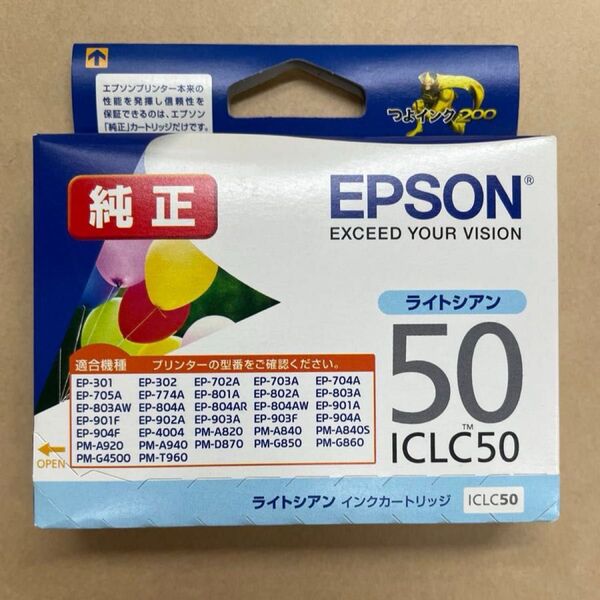 エプソンプリンター本来の
性能を発揮し信頼性を
保証できるのは、エプソン
「純正」カートリッジだけです。
つよインク200
純正
EPSON®
EXCEED YOUR VISION
ライトシアン
50
ICLC50™
適合機種 プリンターの型番をご確認ください。
EP-301 EP-302 EP-702A EP-703A EP-704A
EP-705A EP-774A EP-801A EP-802A EP-803A
EP-803AW EP-804A EP-804AR EP-804AW EP-901A
EP-901F EP-902A EP-903A EP-903F EP-904A
EP-904F EP-4004 PM-A820 PM-A840 PM-A840S
PM-A920 PM-A940 PM-D870 PM-G850 PM-G860
PM-G4500 PM-T960
OPEN
ライトシアン インクカートリッジ ICLC50